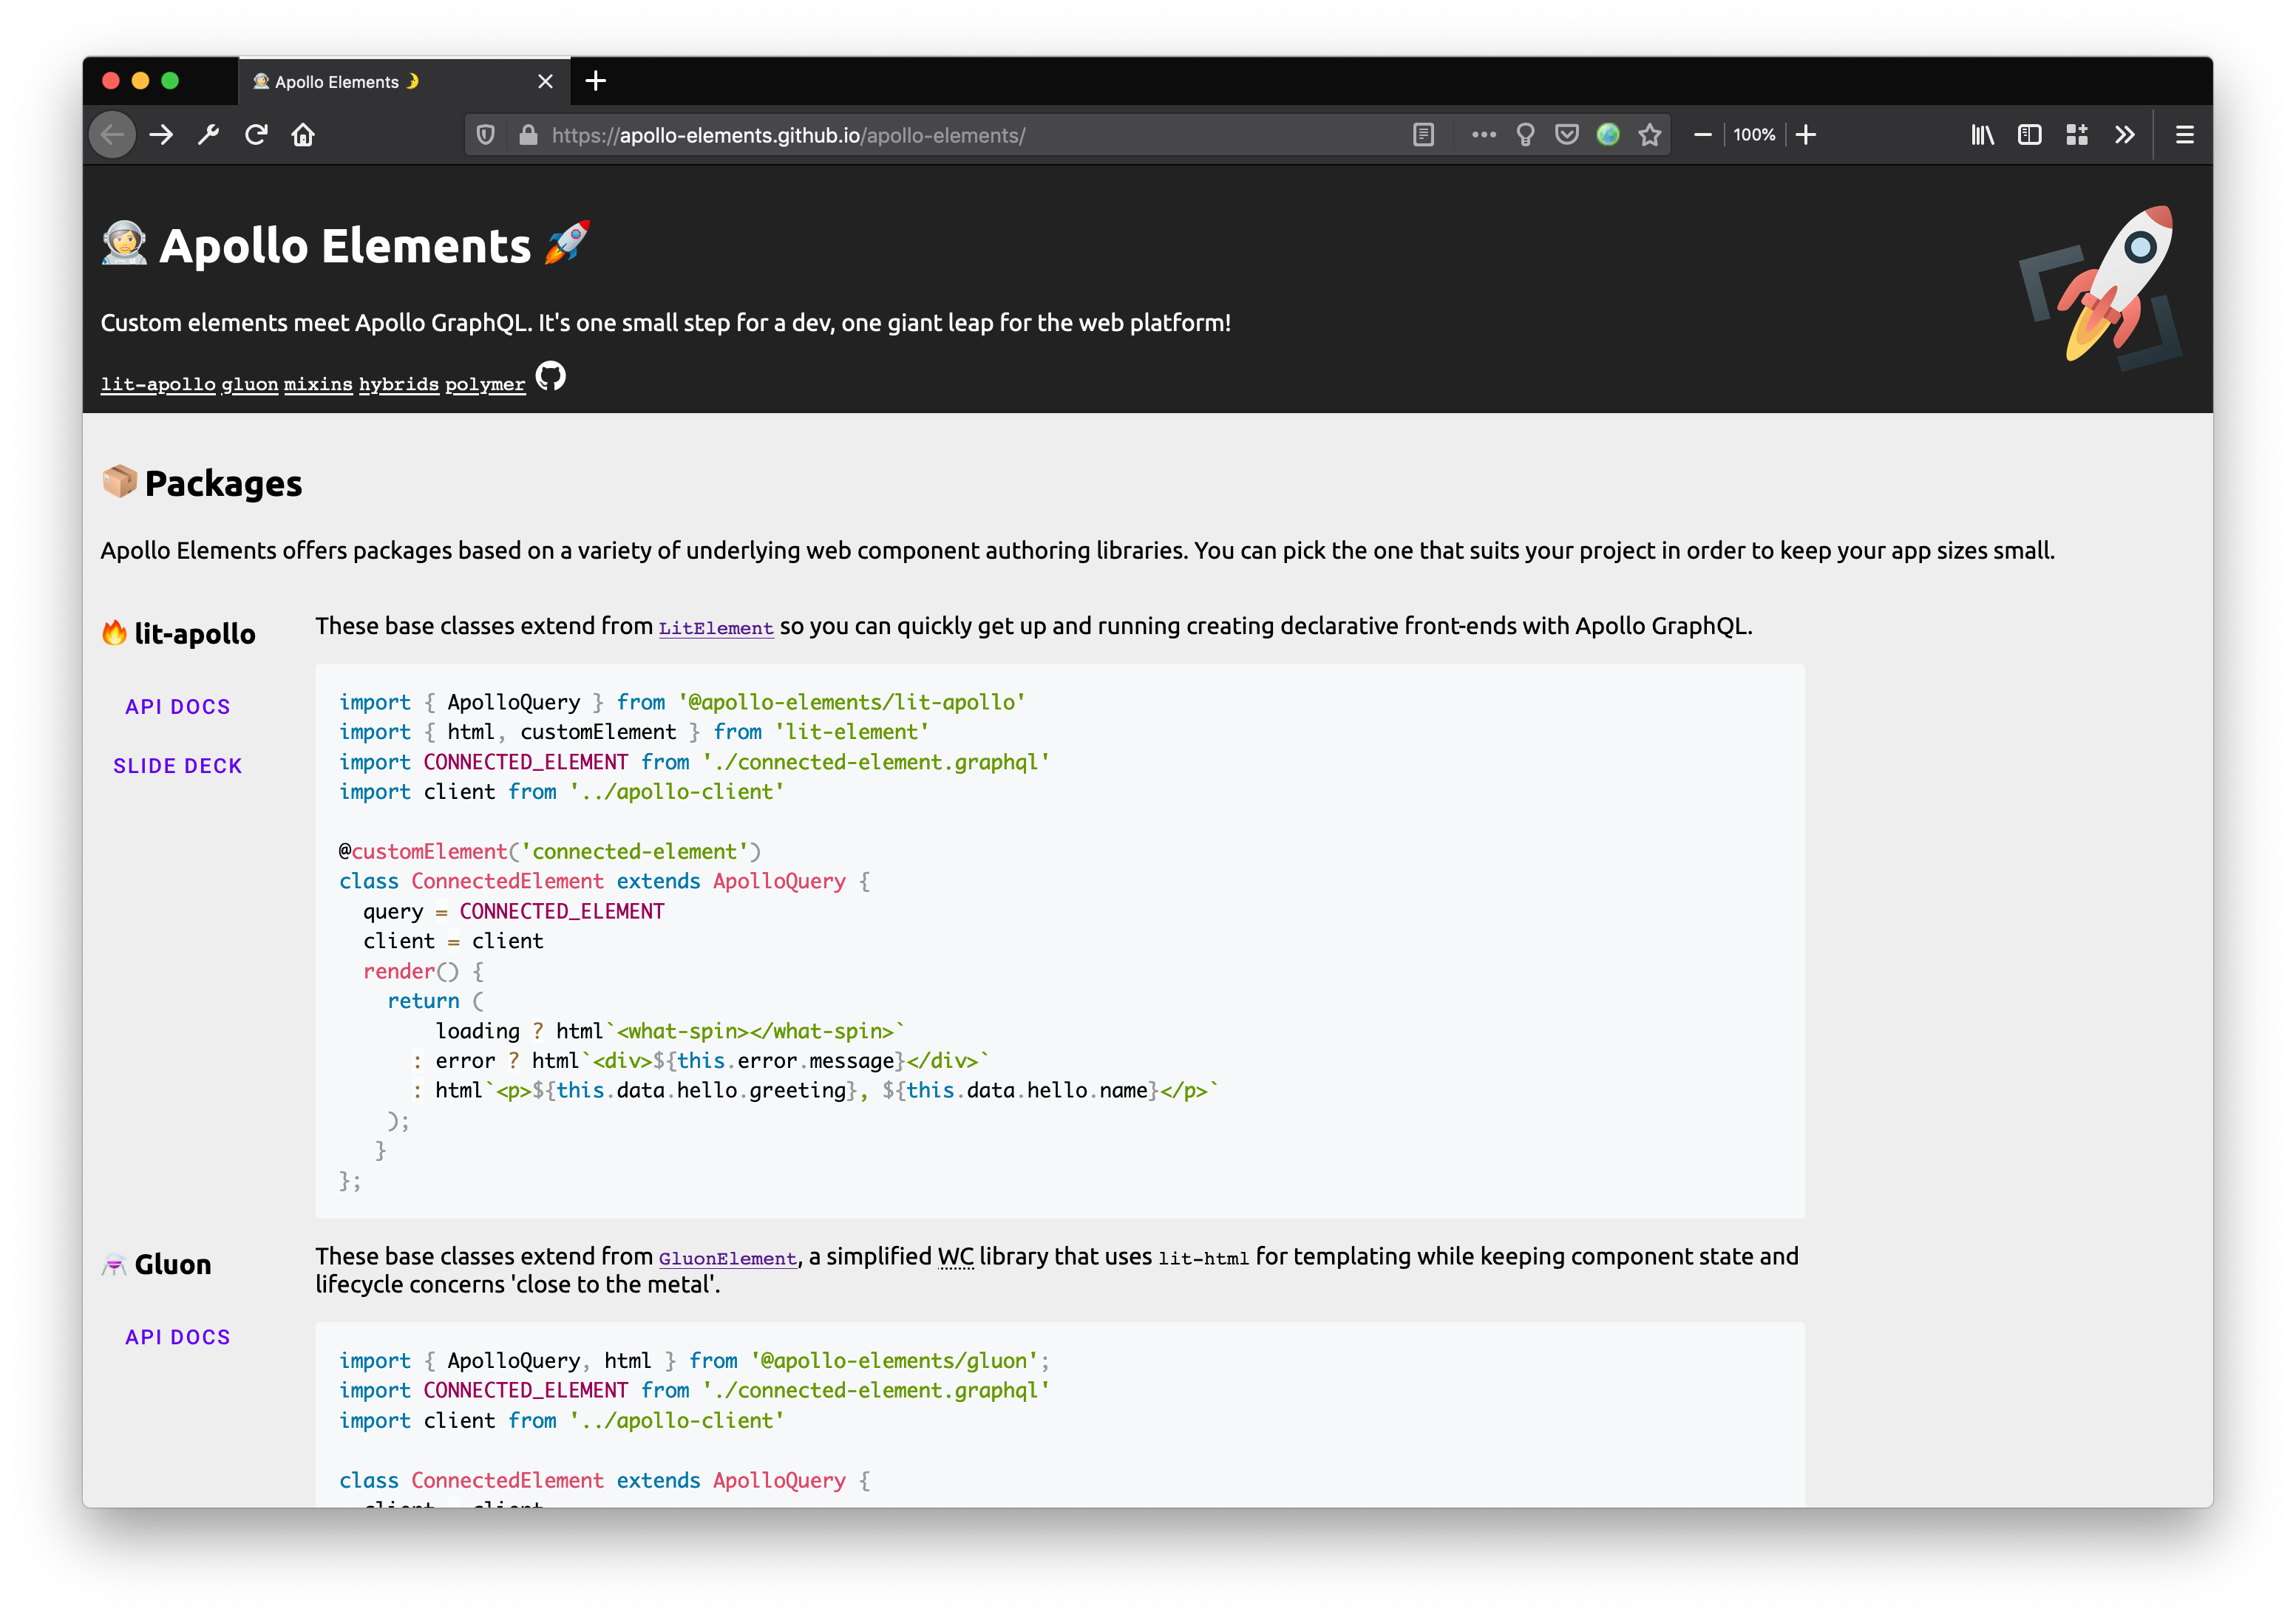 Apollo Elements
https://apollo-elements.github.io/apollo-elements/
100%
Apollo Elements
Custom elements meet Apollo GraphQL. It's one small step for a dev, one giant leap for the web platform!
lit-apollo gluon mixins hybrids polymer
Packages
Apollo Elements offers packages based on a variety of underlying web component authoring libraries. You can pick the one that suits your project in order to keep your app sizes small.
lit-apollo
API DOCS
SLIDE DECK
These base classes extend from LitElement so you can quickly get up and running creating declarative front-ends with Apollo GraphQL.
import { ApolloQuery } from '@apollo-elements/lit-apollo'
import { html, customElement } from 'lit-element'
import CONNECTED_ELEMENT from './connected-element.graphql'
import client from '../apollo-client'
@customElement('connected-element')
class ConnectedElement extends ApolloQuery {
query = CONNECTED_ELEMENT
client = client
render() {
return (
loading ? html`<what-spin></what-spin>`
: error ? html`<div>${this.error.message}</div>`
: html`<p>${this.data.hello.greeting}, ${this.data.hello.name}</p>`
);
}
};
Gluon
API DOCS
These base classes extend from GluonElement, a simplified WC library that uses lit-html for templating while keeping component state and
lifecycle concerns 'close to the metal'.
import { ApolloQuery, html } from '@apollo-elements/gluon';
import CONNECTED_ELEMENT from './connected-element.graphql'
import client from '../apollo-client'
class ConnectedElement extends ApolloQuery {
client = client